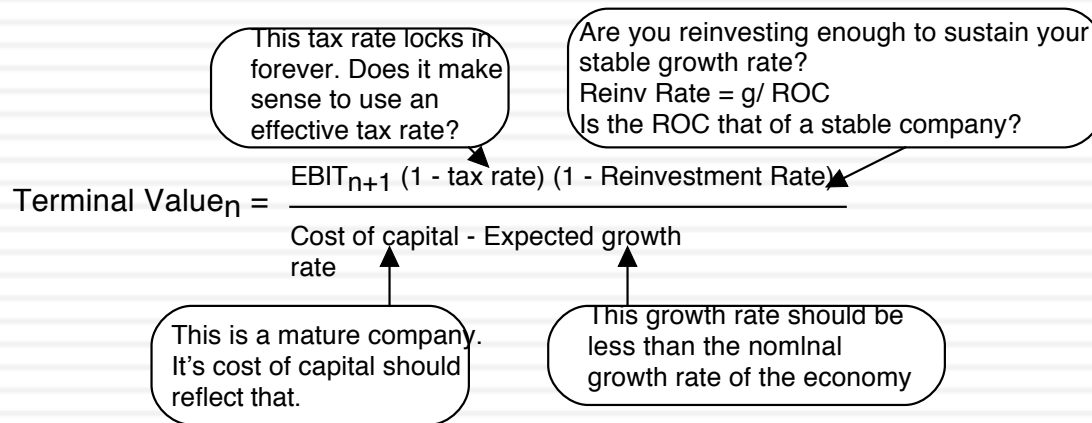 This tax rate locks in
forever. Does it make
sense to use an
effective tax rate?
Are you reinvesting enough to sustain your
stable growth rate?
Reinv Rate = g/ ROC
Is the ROC that of a stable company?
Terminal Valuen =
EBITn+1 (1 - tax rate) (1 - Reinvestment Rate)
Cost of capital - Expected growth
rate
This is a mature company.
It's cost of capital should
reflect that.
This growth rate should be
less than the nomlnal
growth rate of the economy